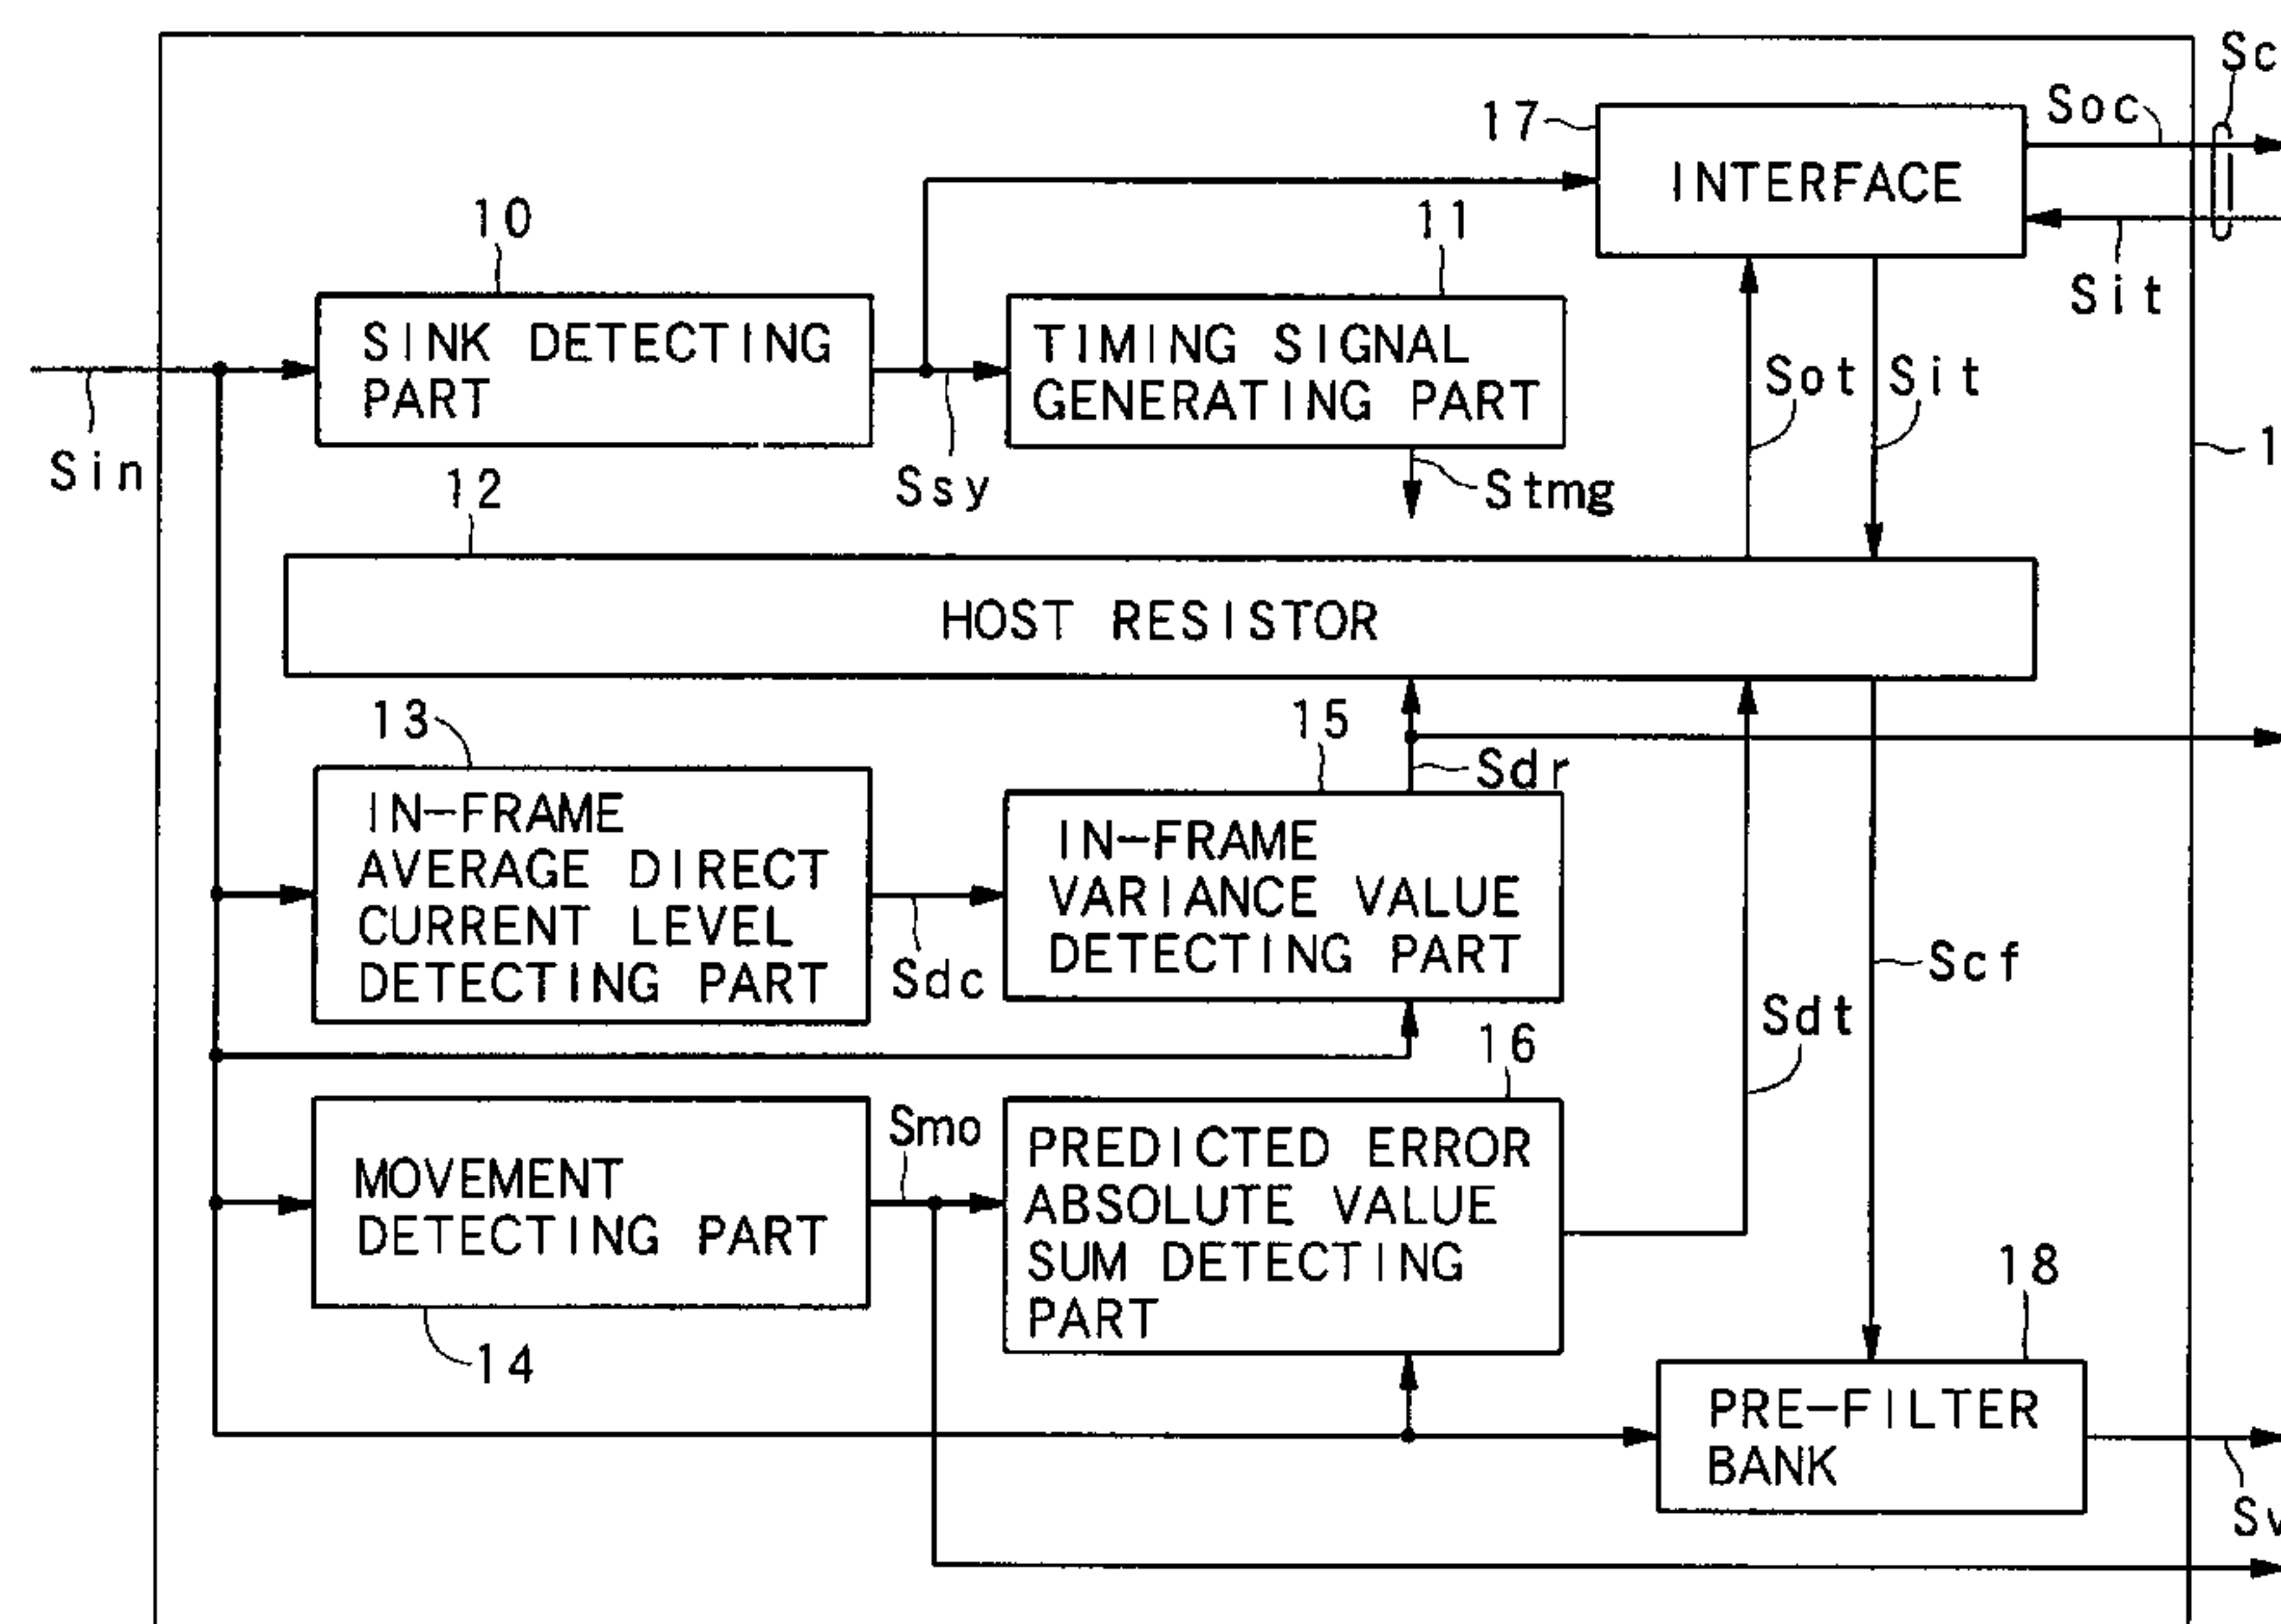 Sc
Soc
17
INTERFACE
10
11
Sit
SINK DETECTING
PART
TIMING SIGNAL
GENERATING PART
Sot
Sit
Sin
Ssy
Stmg
1
12
HOST RESISTOR
13
15
Sdr
IN-FRAME
AVERAGE DIRECT
CURRENT LEVEL
DETECTING PART
Sdc
IN-FRAME
VARIANCE VALUE
DETECTING PART
Scf
Sdt
16
Smo
MOVEMENT
DETECTING PART
14
PREDICTED ERROR
ABSOLUTE VALUE
SUM DETECTING
PART
18
PRE-FILTER
BANK
Sv